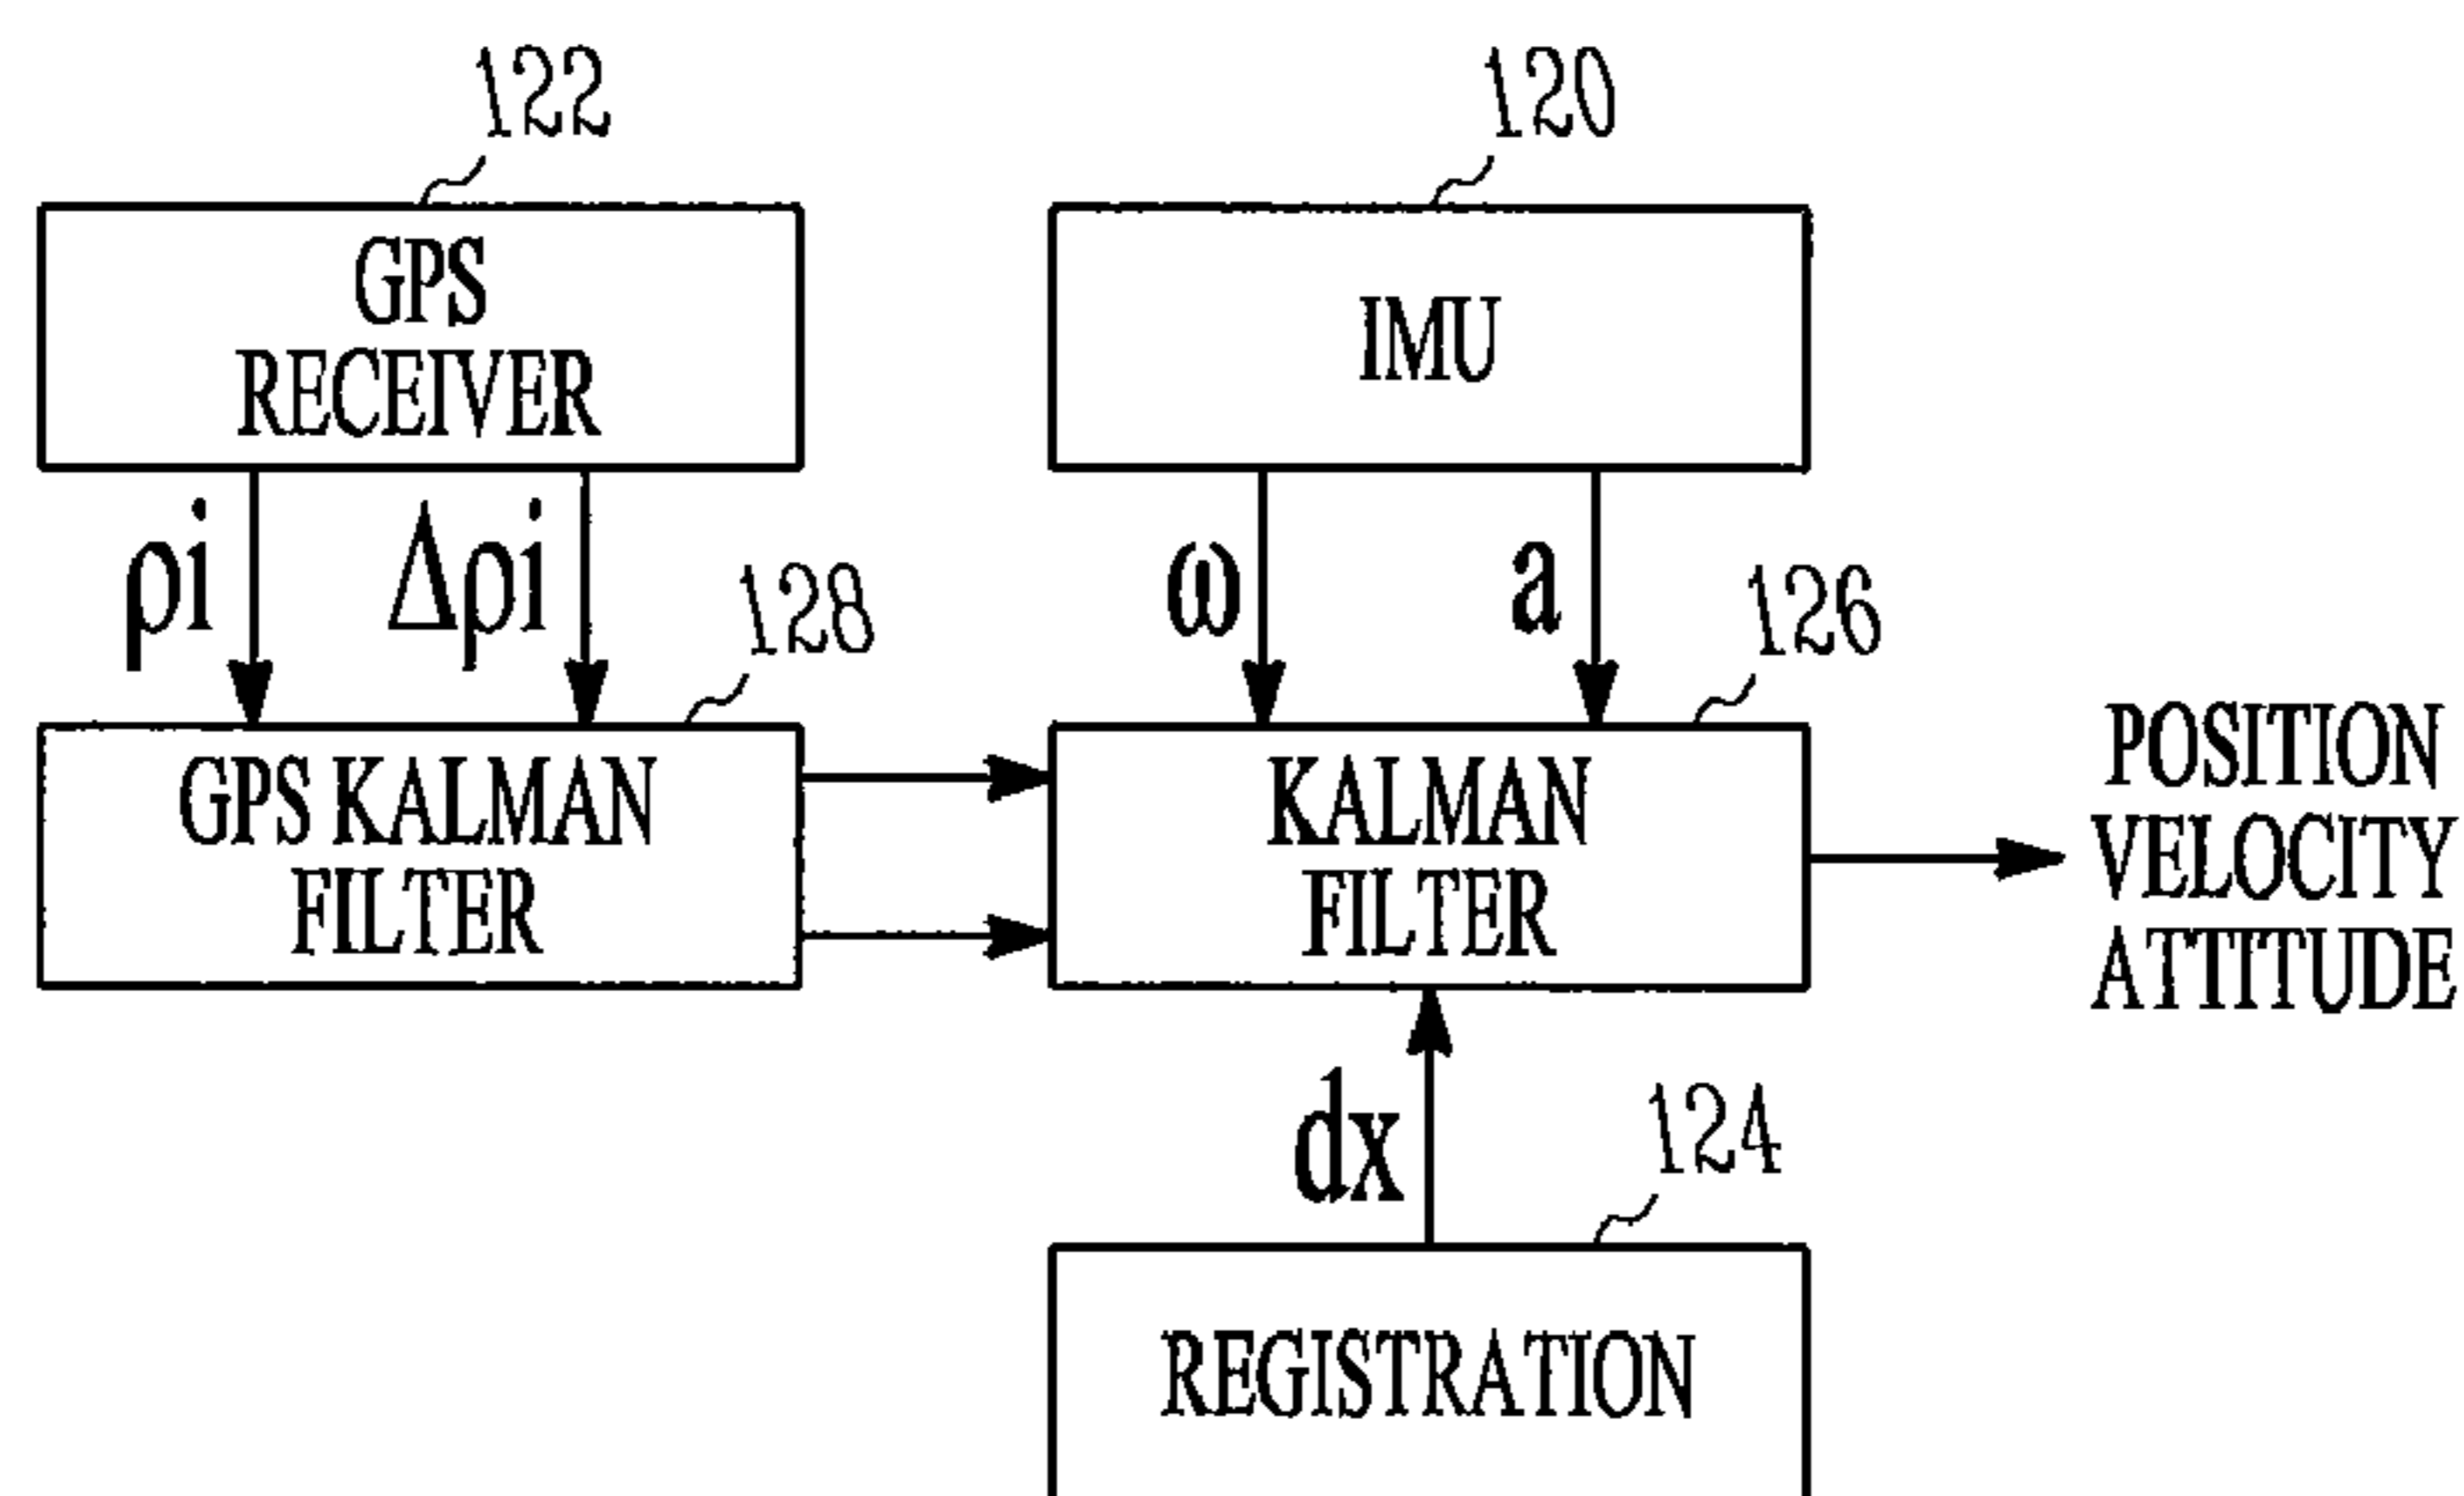 122
120
GPS
RECEIVER
IMU
ρi
Δρi
ω
a
128
126
GPS KALMAN
FILTER
KALMAN
FILTER
POSITION
VELOCITY
ATTITUDE
dx
124
REGISTRATION